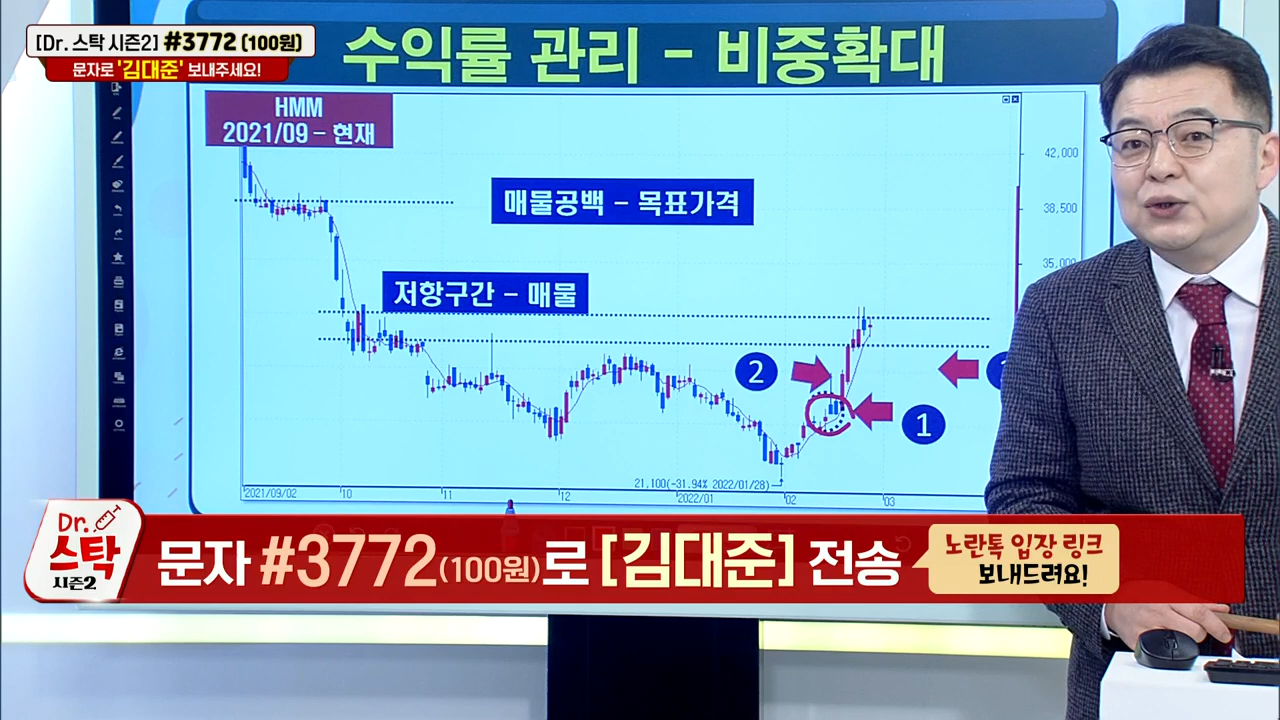 [Dr. 스탁 시즌2] #3772 (100원)
문자로 '김대준' 보내주세요!
수익률 관리 - 비중확대
HMM
2021/09 - 현재
42,000
매물공백 - 목표가격
38,500
35,000
저항구간 - 매물
2
1
21,100(-31.94% 2022/01/28)
2021/09/02
10
11
12
2022/01
02
03
Dr.
스탁
시즌2
문자 #3772(100원)로 [김대준] 전송
노란톡 입장 링크
보내드려요!